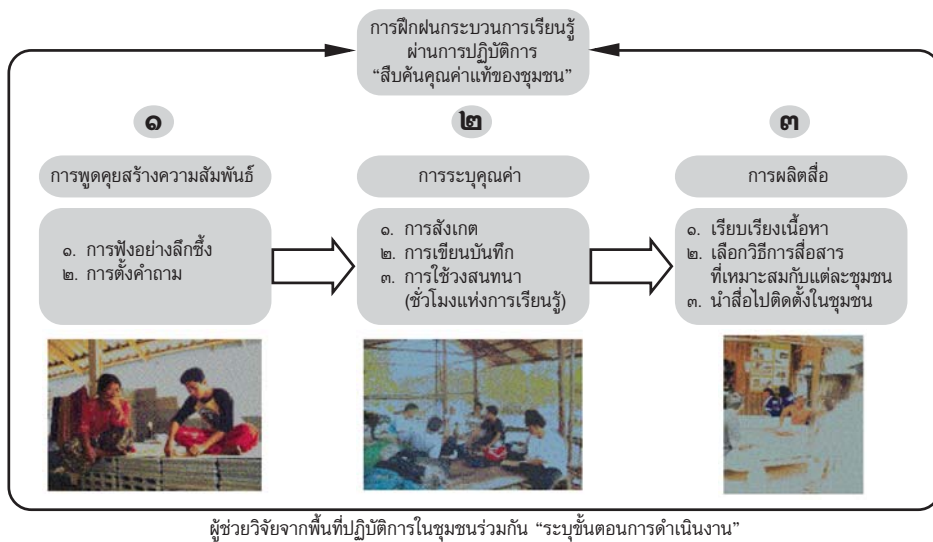 การฝึกฝนกระบวนการเรียนรู้
ผ่านการปฏิบัติการ
“สืบค้นคุณค่าแท้ของชุมชน”
๑
การพูดคุยสร้างความสัมพันธ์
๑. การฟังอย่างลึกซึ้ง
๒. การตั้งคำถาม
๒
การระบุคุณค่า
๑. การสังเกต
๒. การเขียนบันทึก
๓. การใช้วงสนทนา
(ชั่วโมงแห่งการเรียนรู้)
๓
การผลิตสื่อ
๑. เรียบเรียงเนื้อหา
๒. เลือกวิธีการสื่อสาร
ที่เหมาะสมกับแต่ละชุมชน
๓. นำสื่อไปติดตั้งในชุมชน
ผู้ช่วยวิจัยจากพื้นที่ปฏิบัติการในชุมชนร่วมกัน “ระบุขั้นตอนการดำเนินงาน”